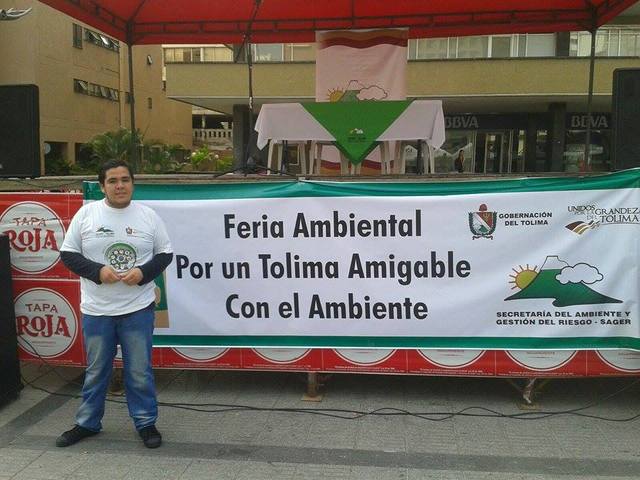 BBVA
BBVA
TAPA
ROJA
TAPA
ROJA
Feria Ambiental
Por un Tolima Amigable
Con el Ambiente
GOBERNACIÓN
DEL TOLIMA
UNIDOS
POR LA GRANDEZA
DEL TOLIMA
SECRETARÍA DEL AMBIENTE Y
GESTIÓN DEL RIESGO - SAGER